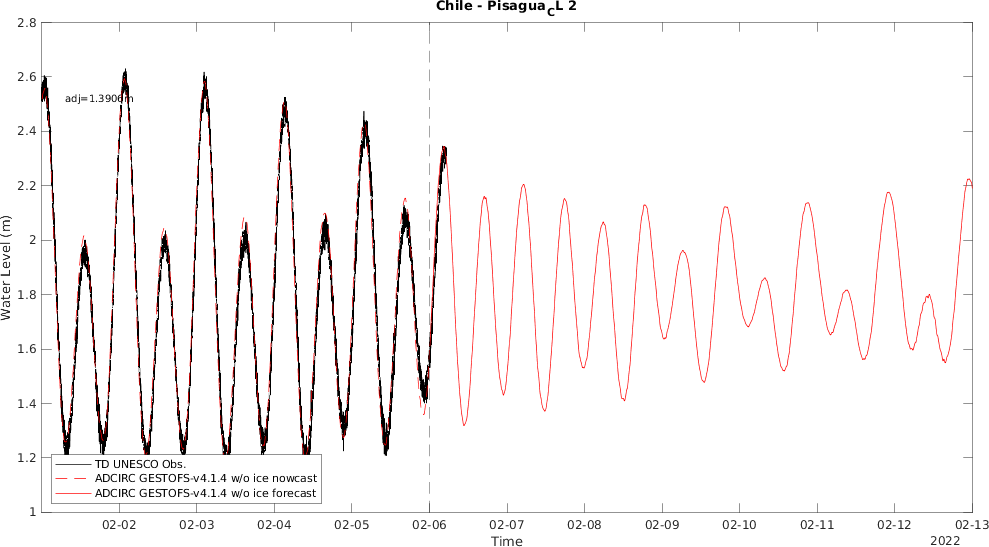 Chile - Pisagua_CL 2
2.8
2.6
2.4
2.2
2
1.8
1.6
1.4
1.2
1
Water Level (m)
adj=1.3906m
TD UNESCO Obs.
ADCIRC GESTOFS-v4.1.4 w/o ice nowcast
ADCIRC GESTOFS-v4.1.4 w/o ice forecast
02-02 02-03 02-04 02-05 02-06 02-07 02-08 02-09 02-10 02-11 02-12 02-13
Time
2022